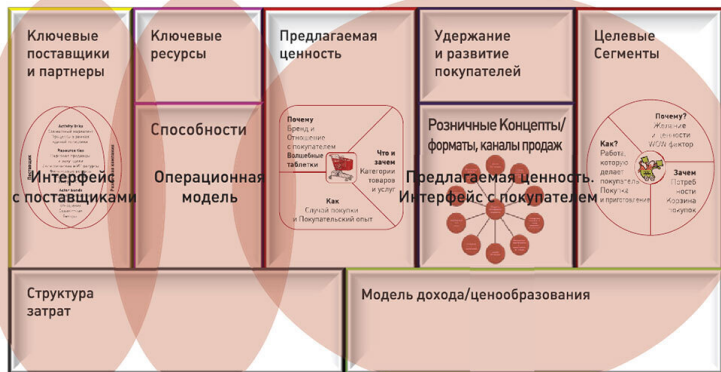 Ключевые
поставщики
и партнеры
Ключевые
ресурсы
Предлагаемая
ценность
Удержание
и развитие
покупателей
Целевые
Сегменты
Способности
Розничные Концепты/
форматы, каналы продаж
Почему
Бренд и
Отношение
с покупателем
Волшебные
таблетки
Что и
зачем
Категории
товаров
и услуг
Как
Случай покупки
и Покупательский опыт
Почему?
Желание
и ценности
WOW фактор
Как?
Работа,
которую
делает
покупатель
Покупка
и приготовление
Зачем
Потреб
ности
Корзина
покупок
Интерфейс
с поставщиками
Операционная
модель
Предлагаемая ценность.
Интерфейс с покупателем
Структура
затрат
Модель дохода/ценообразования